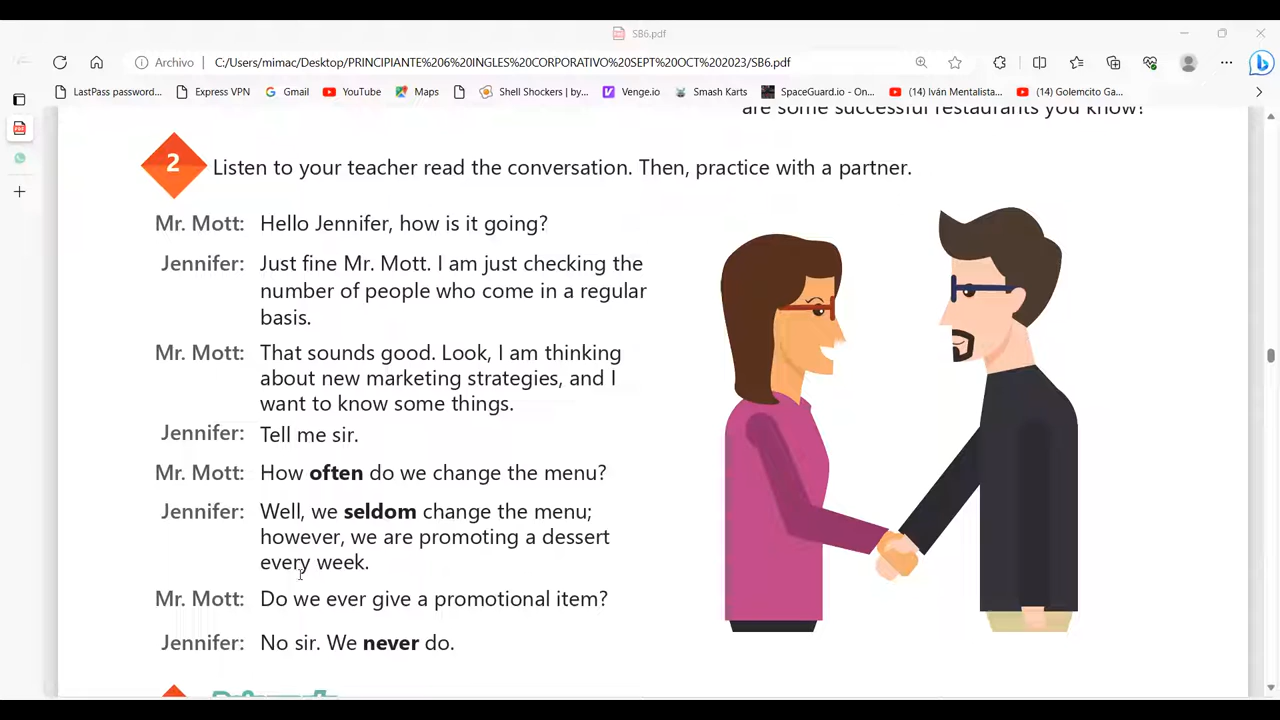 SB6.pdf
Archivo C:/Users/mimac/Desktop/PRINCIPIANTE%206%20INGLES%20CORPORATIVO%20SEPT%20OCT%202023/SB6.pdf
LastPass password... Express VPN Gmail YouTube Maps Shell Shockers | by... Venge.io Smash Karts SpaceGuard.io - On... (14) Iván Mentalista... (14) Golemcito Ga...
are some successful restaurants you know?
2 Listen to your teacher read the conversation. Then, practice with a partner.
Mr. Mott: Hello Jennifer, how is it going?
Jennifer: Just fine Mr. Mott. I am just checking the
number of people who come in a regular
basis.
Mr. Mott: That sounds good. Look, I am thinking
about new marketing strategies, and I
want to know some things.
Jennifer: Tell me sir.
Mr. Mott: How often do we change the menu?
Jennifer: Well, we seldom change the menu;
however, we are promoting a dessert
every week.
Mr. Mott: Do we ever give a promotional item?
Jennifer: No sir. We never do.